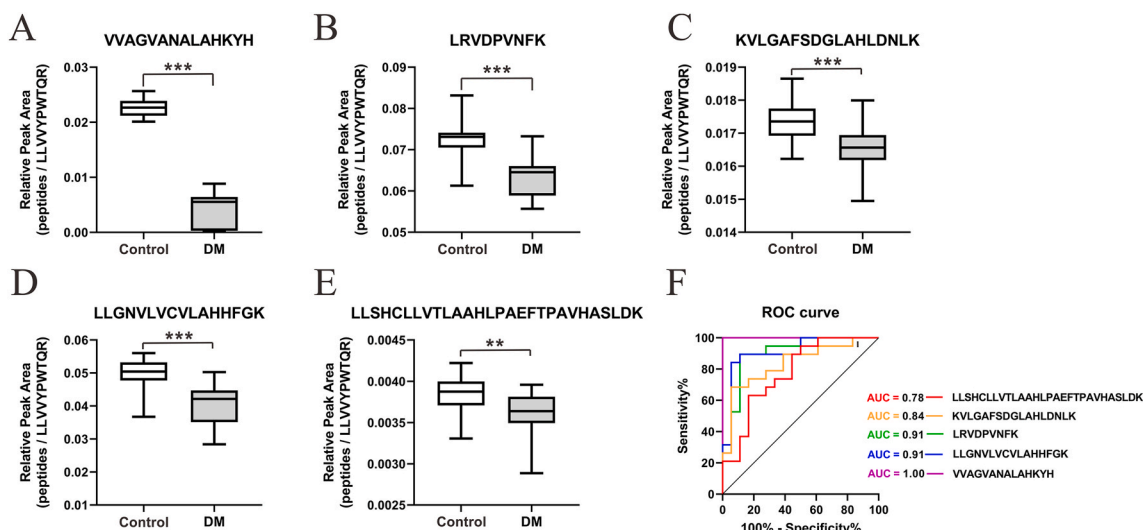 A
VVAGVANALAHKYH
Relative Peak Area
(peptides / LLVVYPWTQR)
0.03
0.02
0.01
0.00
***
Control
DM
B
LRVDPVNFK
Relative Peak Area
(peptides / LLVVYPWTQR)
0.09
0.08
0.07
0.06
0.05
***
Control
DM
C
KVLGAFSDGLAHLDNLK
Relative Peak Area
(peptides / LLVVYPWTQR)
0.019
0.018
0.017
0.016
0.015
0.014
***
Control
DM
D
LLGNVLVCVLAHHFGK
Relative Peak Area
(peptides / LLVVYPWTQR)
0.06
0.05
0.04
0.03
0.02
0.01
***
Control
DM
E
LLSHCLLVTLAAHLPAEFTPAVHASLDK
Relative Peak Area
(peptides / LLVVYPWTQR)
0.0045
0.0040
0.0035
0.0030
0.0025
**
Control
DM
F
ROC curve
Sensitivity%
100
80
60
40
20
0
0 20 40 60 80 100
100% - Specificity%
AUC = 0.78 LLSHCLLVTLAAHLPAEFTPAVHASLDK
AUC = 0.84 KVLGAFSDGLAHLDNLK
AUC = 0.91 LRVDPVNFK
AUC = 0.91 LLGNVLVCVLAHHFGK
AUC = 1.00 VVAGVANALAHKYH